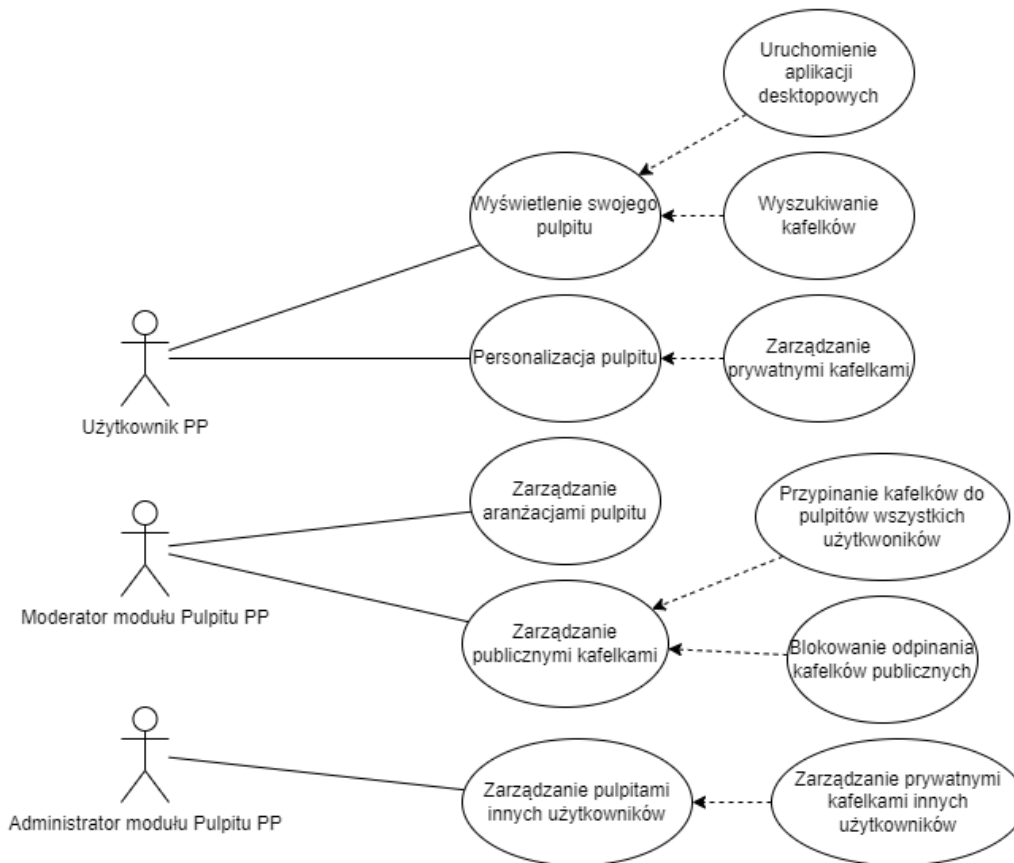 Uruchomienie
aplikacji
desktopowych
Wyświetlenie swojego
pulpitu
Wyszukiwanie
kafelków
Personalizacja pulpitu
Zarządzanie
prywatnymi kafelkami
Użytkownik PP
Zarządzanie
aranżacjami pulpitu
Przypinanie kafelków do
pulpitów wszystkich
użytkwoników
Moderator modułu Pulpitu PP
Zarządzanie
publicznymi kafelkami
Blokowanie odpinania
kafelków publicznych
Zarządzanie pulpitami
innych użytkowników
Zarządzanie prywatnymi
kafelkami innych
użytkowników
Administrator modułu Pulpitu PP